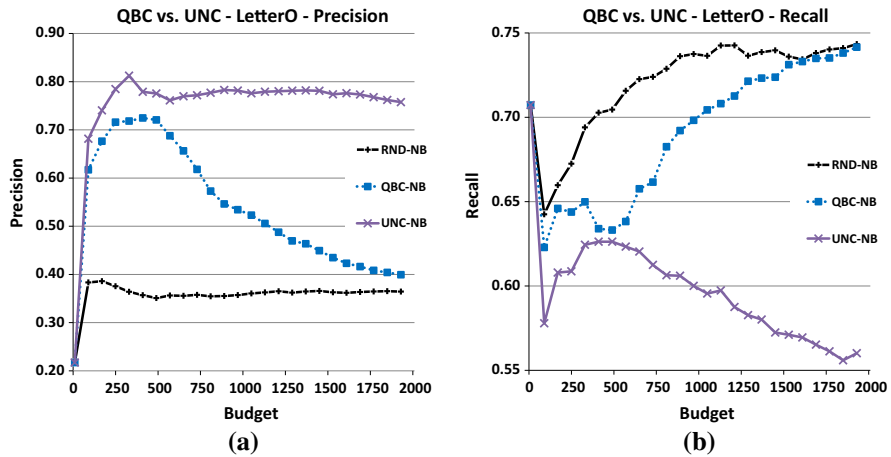 QBC vs. UNC - LetterO - Precision
0.90
0.80
0.70
0.60
0.50
0.40
0.30
0.20
Precision
RND-NB
QBC-NB
UNC-NB
0 250 500 750 1000 1250 1500 1750 2000
Budget
(a)
QBC vs. UNC - LetterO - Recall
0.75
0.70
0.65
0.60
0.55
Recall
RND-NB
QBC-NB
UNC-NB
0 250 500 750 1000 1250 1500 1750 2000
Budget
(b)